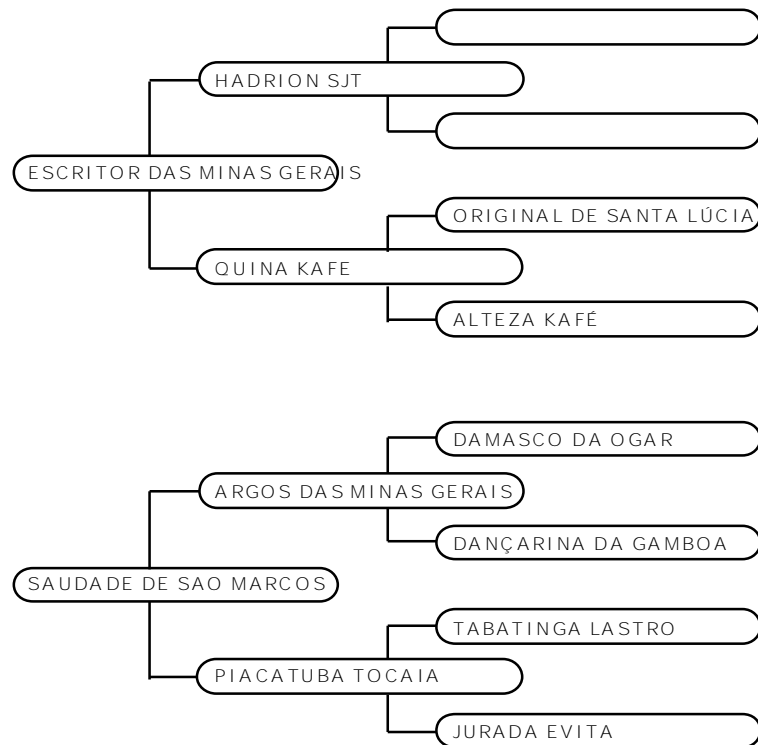 HADRION SJT
ESCRITOR DAS MINAS GERAIS
ORIGINAL DE SANTA LÚCIA
QUINA KAFE
ALTEZA KAFÉ
DAMASCO DA OGAR
ARGOS DAS MINAS GERAIS
DANÇARINA DA GAMBOA
SAUDADE DE SAO MARCOS
TABATINGA LASTRO
PIACATUBA TOCAIA
JURADA EVITA